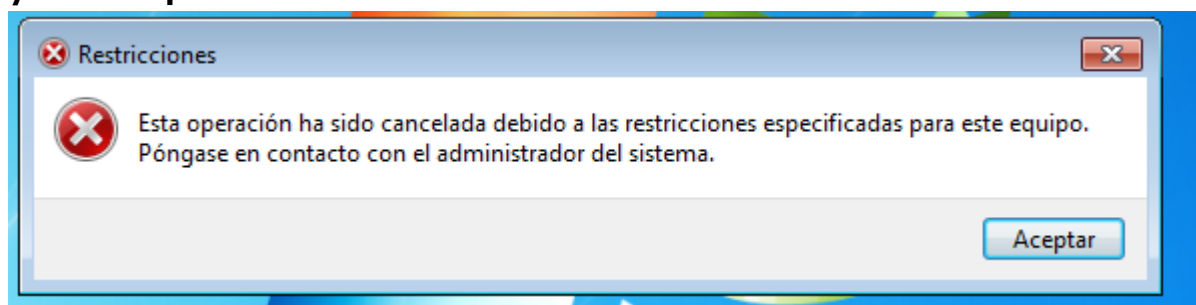 Restricciones
Esta operación ha sido cancelada debido a las restricciones especificadas para este equipo.
Póngase en contacto con el administrador del sistema.
Aceptar